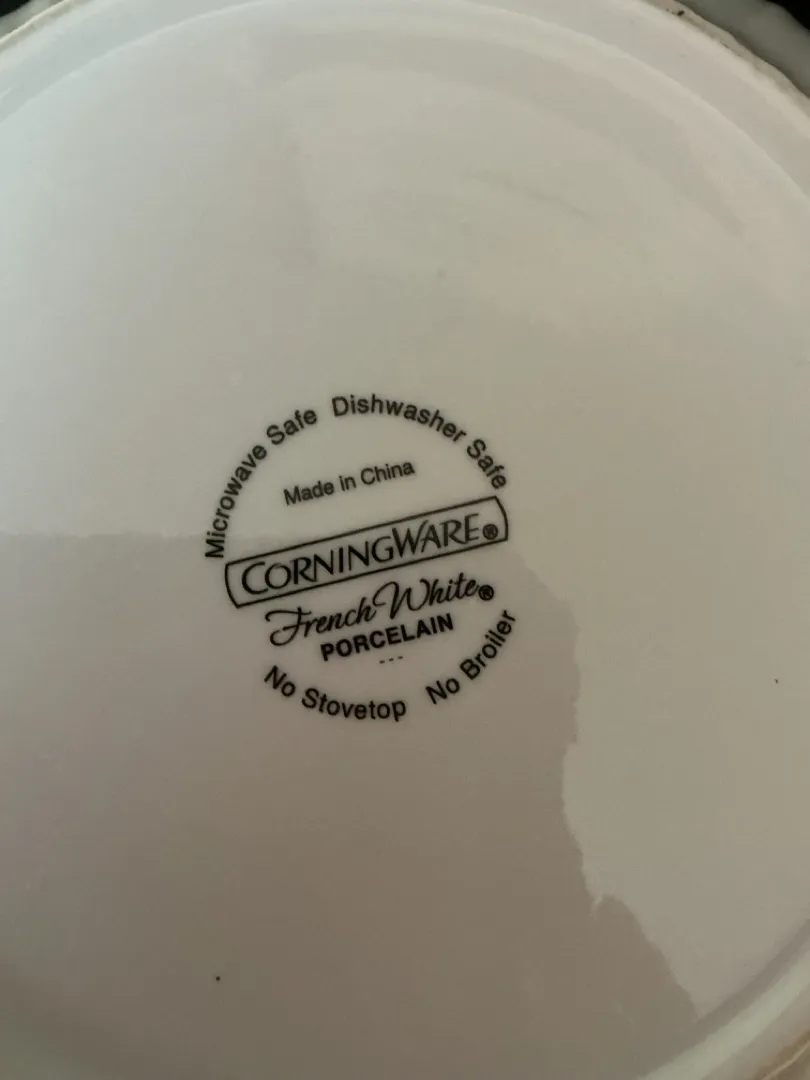 Microwave Safe Dishwasher Safe
Made in China
CORNINGWARE®
French White®
PORCELAIN
---
No Stovetop No Broiler